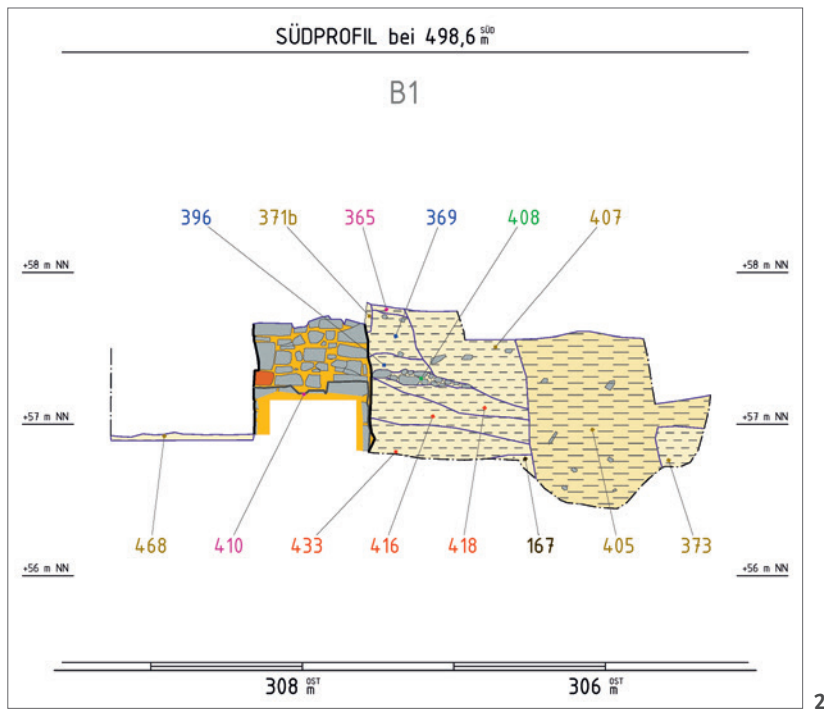 SÜDPROFIL bei 498,6 SÜD m
B1
396 371b 365 369 408 407
+58 m NN +58 m NN
+57 m NN +57 m NN
468 410 433 416 418 167 405 373
+56 m NN +56 m NN
308 OST m 306 OST m
2